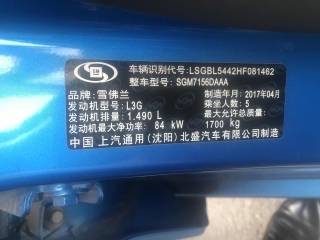 车辆识别代号:LSGBL5442HF081462
整车型号:SGM7156DAAA
品牌:雪佛兰 制造年月:2017年04月
发动机型号:L3G 乘坐人数:5
发动机排量:1.490 L 最大允许总质量:
发动机最大净功率: 84 kW 1700 kg
中国 上汽通用(沈阳)北盛汽车有限公司制造